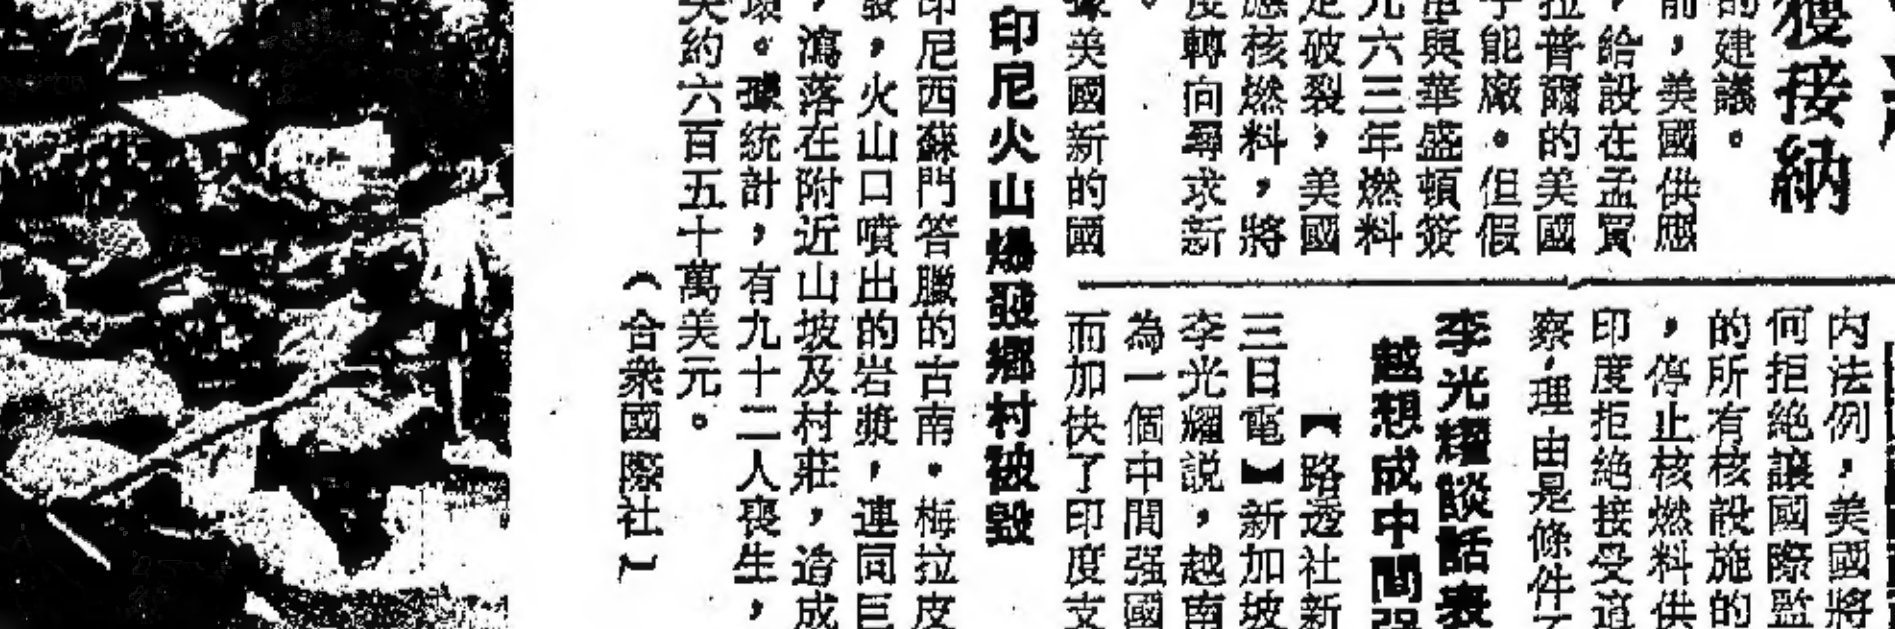 獲接納
的建議。
前，美國供應
，給設在孟買
拉普爾的美國
子能廠。但假
與華盛頓簽
九六三年燃料
定破裂，美國
應核燃料，將
度轉向尋求新
據美國新的國
内法例，美國將
何拒絕讓國際監
的所有核設施的
，停止核燃料供
印度拒絕接受這
察，理由是條件不
李光耀談話表
越想成中間强
【路透社新
三日電】新加坡
李光耀説，越南
為一個中間强國
而加快了印度支
印尼火山爆發鄉村被毀
印尼西蘇門答臘的古南·梅拉皮
發，火山口噴出的岩漿，連同巨
，瀉落在附近山坡及村莊，造成
壞。據統計，有九十二人喪生，
失約六百五十萬美元。
（合衆國際社）